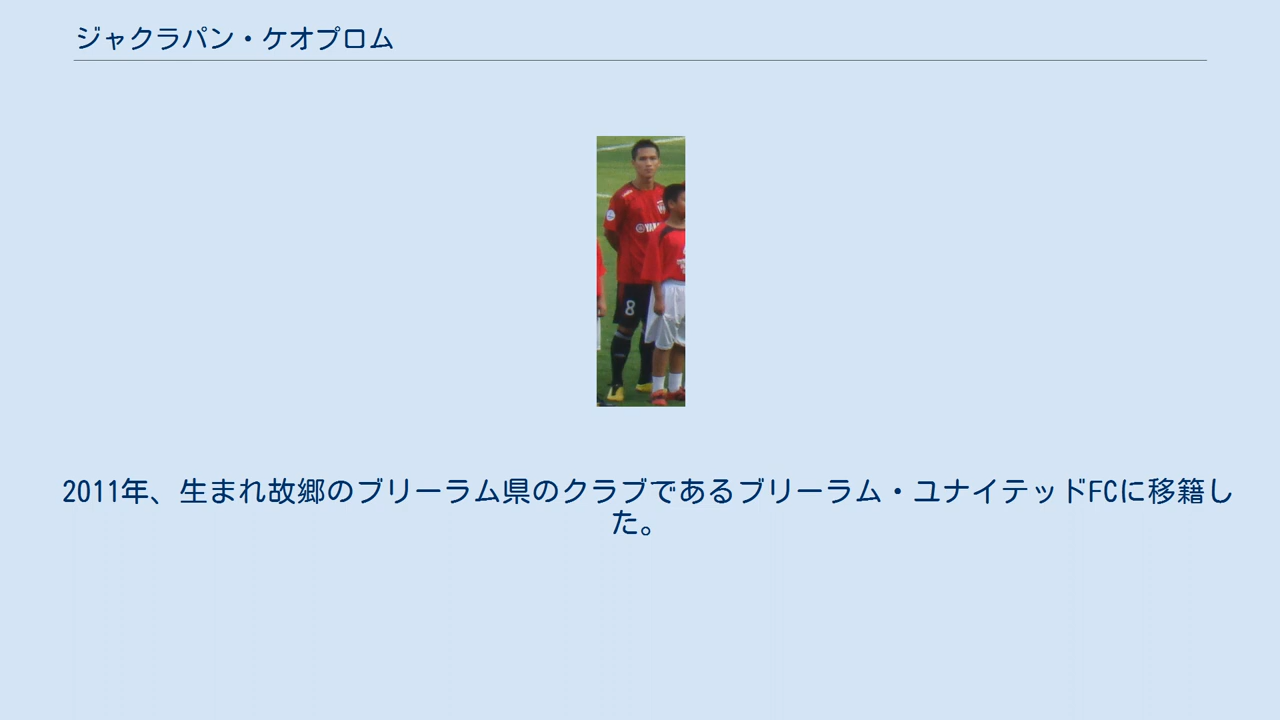 ジャクラパン・ケオプロム
8
2011年、生まれ故郷のブリーラム県のクラブであるブリーラム・ユナイテッドFCに移籍し
た。